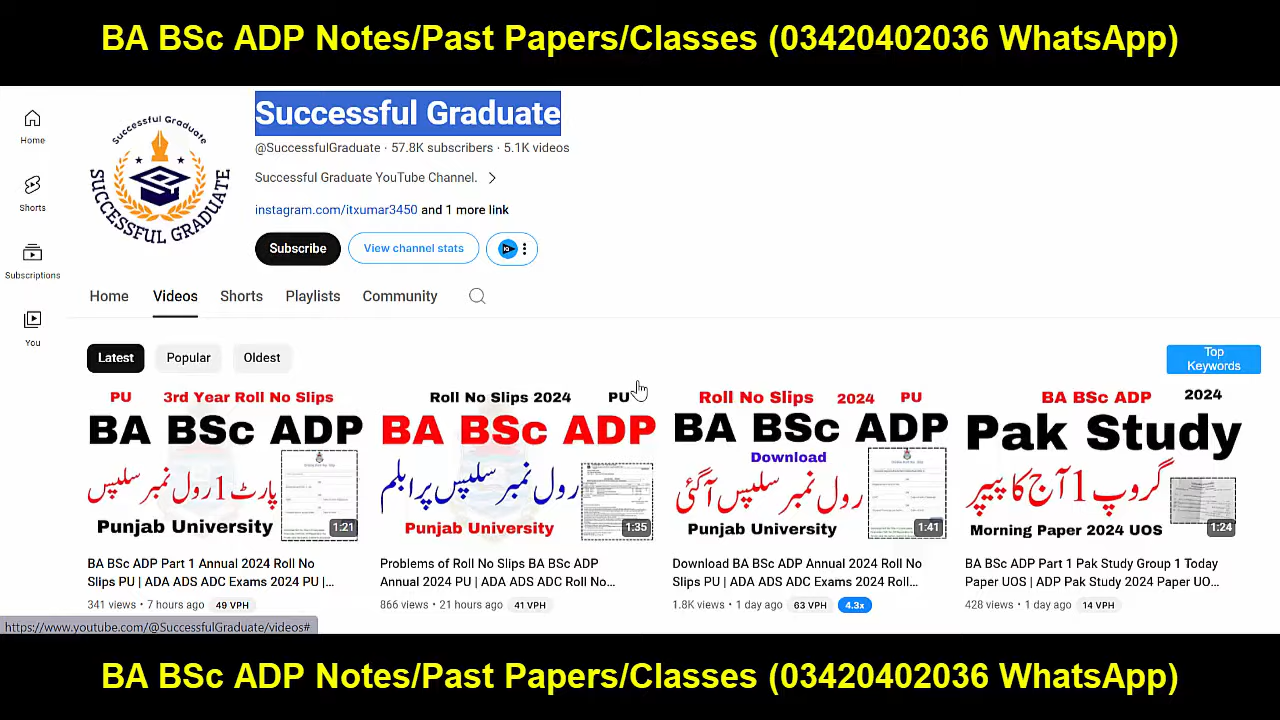 BA BSc ADP Notes/Past Papers/Classes (03420402036 WhatsApp)
Successful Graduate
SUCCESSFUL GRADUATE
Successful Graduate
@SuccessfulGraduate · 57.8K subscribers · 5.1K videos
Successful Graduate YouTube Channel.
instagram.com/itxumar3450 and 1 more link
Subscribe
View channel stats
Home
Shorts
Subscriptions
You
Home Videos Shorts Playlists Community
Latest Popular Oldest
Top
Keywords
PU 3rd Year Roll No Slips
BA BSc ADP
پارٹ 1 رول نمبر سلپس
Punjab University
1:21
BA BSc ADP Part 1 Annual 2024 Roll No
Slips PU | ADA ADS ADC Exams 2024 PU |...
341 views • 7 hours ago 49 VPH
Roll No Slips 2024 PU
BA BSc ADP
رول نمبر سلپس پرابلم
Punjab University
1:35
Problems of Roll No Slips BA BSc ADP
Annual 2024 PU | ADA ADS ADC Roll No...
866 views • 21 hours ago 41 VPH
Roll No Slips 2024 PU
BA BSc ADP
Download
رول نمبر سلپس آگئی
Punjab University
1:41
Download BA BSc ADP Annual 2024 Roll No
Slips PU | ADA ADS ADC Exams 2024 Roll...
1.8K views • 1 day ago 63 VPH 4.3x
BA BSc ADP 2024
Pak Study
گروپ 1 آج کا پیپر
Morning Paper 2024 UOS
1:24
BA BSc ADP Part 1 Pak Study Group 1 Today
Paper UOS | ADP Pak Study 2024 Paper UO...
428 views • 1 day ago 14 VPH
https://www.youtube.com/@SuccessfulGraduate/videos#
BA BSc ADP Notes/Past Papers/Classes (03420402036 WhatsApp)